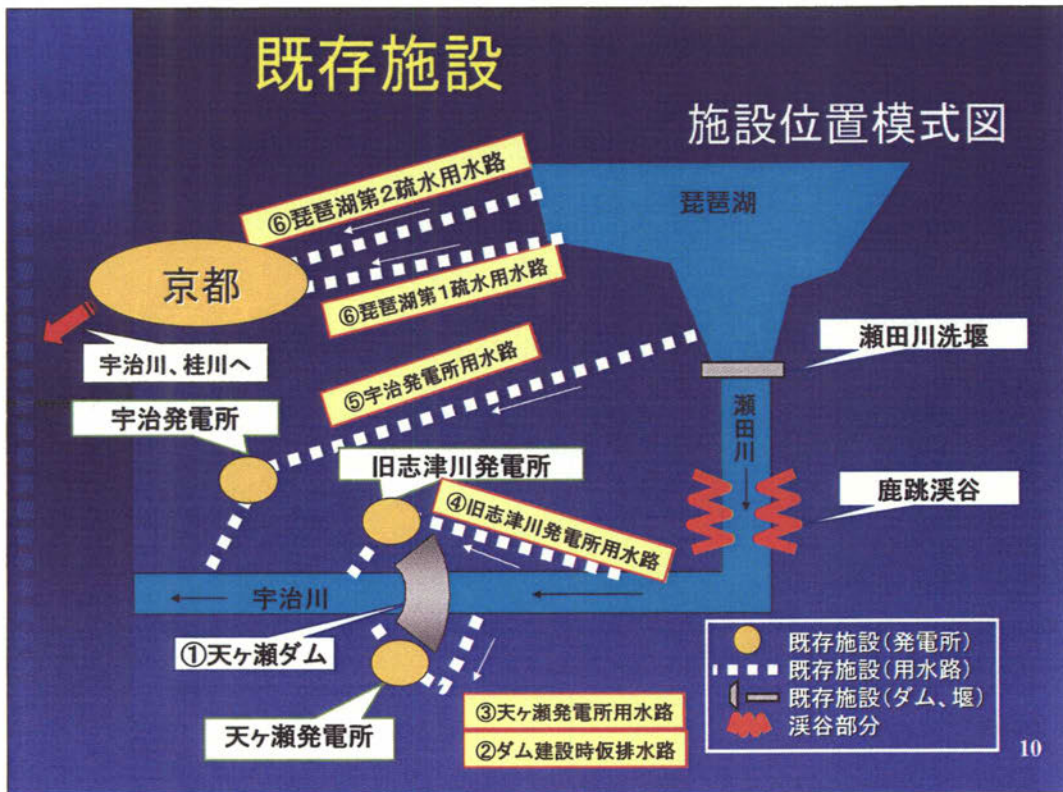 既存施設
施設位置模式図
⑥琵琶湖第2疏水用水路
琵琶湖
京都
⑥琵琶湖第1疏水用水路
宇治川、桂川へ
瀬田川洗堰
⑤宇治発電所用水路
宇治発電所
瀬田川
旧志津川発電所
鹿跳渓谷
④旧志津川発電所用水路
宇治川
①天ヶ瀬ダム
天ヶ瀬発電所
③天ヶ瀬発電所用水路
②ダム建設時仮排水路
既存施設(発電所)
既存施設(用水路)
既存施設(ダム、堰)
渓谷部分
10